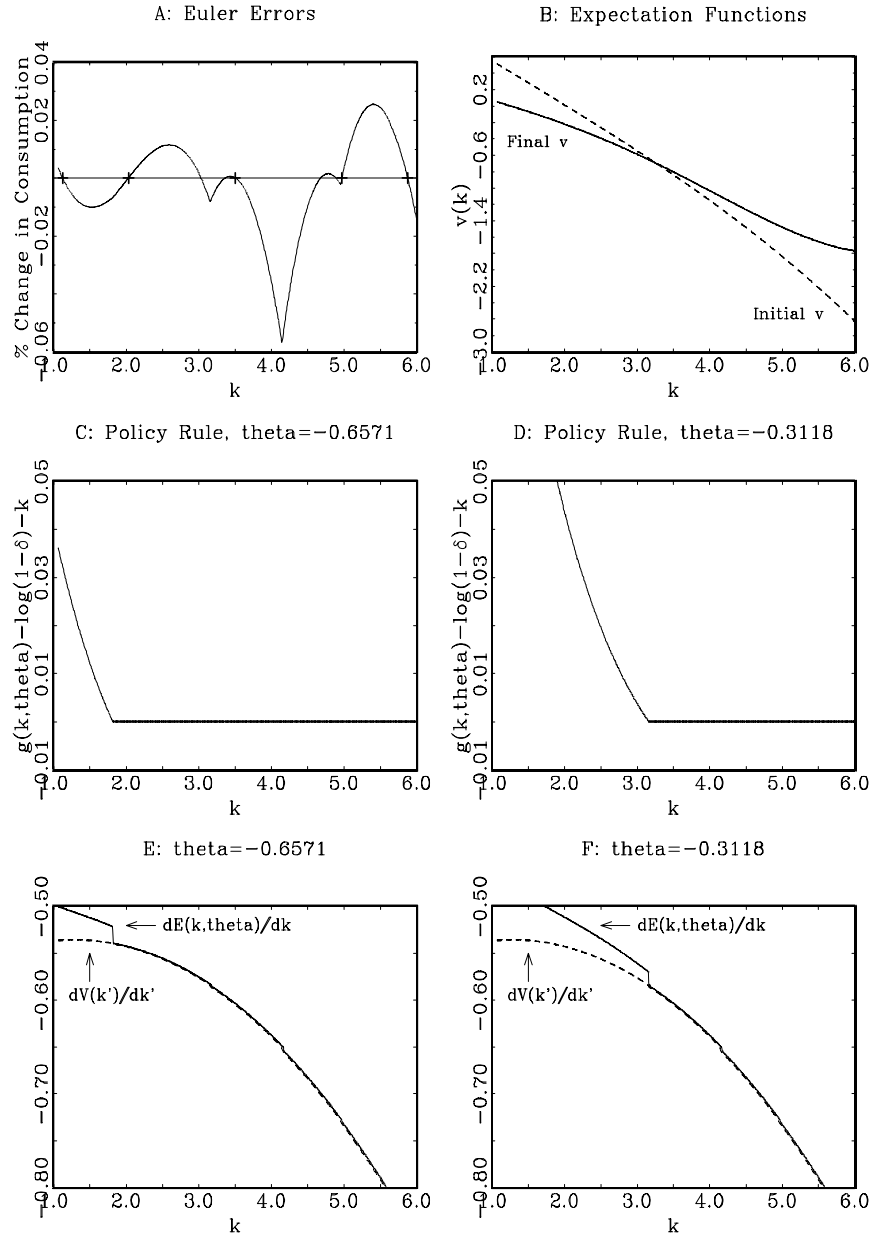 A: Euler Errors
% Change in Consumption
−0.06 −0.02 0.02 0.04
1.0 2.0 3.0 4.0 5.0 6.0
k
B: Expectation Functions
v(k)
−3.0 −2.2 −1.4 −0.6 0.2
Final v
Initial v
1.0 2.0 3.0 4.0 5.0 6.0
k
C: Policy Rule, theta=−0.6571
g(k,theta)−log(1−δ)−k
−0.01 0.01 0.03 0.05
1.0 2.0 3.0 4.0 5.0 6.0
k
D: Policy Rule, theta=−0.3118
g(k,theta)−log(1−δ)−k
−0.01 0.01 0.03 0.05
1.0 2.0 3.0 4.0 5.0 6.0
k
E: theta=−0.6571
−0.80 −0.70 −0.60 −0.50
dE(k,theta)/dk
dV(k')/dk'
1.0 2.0 3.0 4.0 5.0 6.0
k
F: theta=−0.3118
−0.80 −0.70 −0.60 −0.50
dE(k,theta)/dk
dV(k')/dk'
1.0 2.0 3.0 4.0 5.0 6.0
k